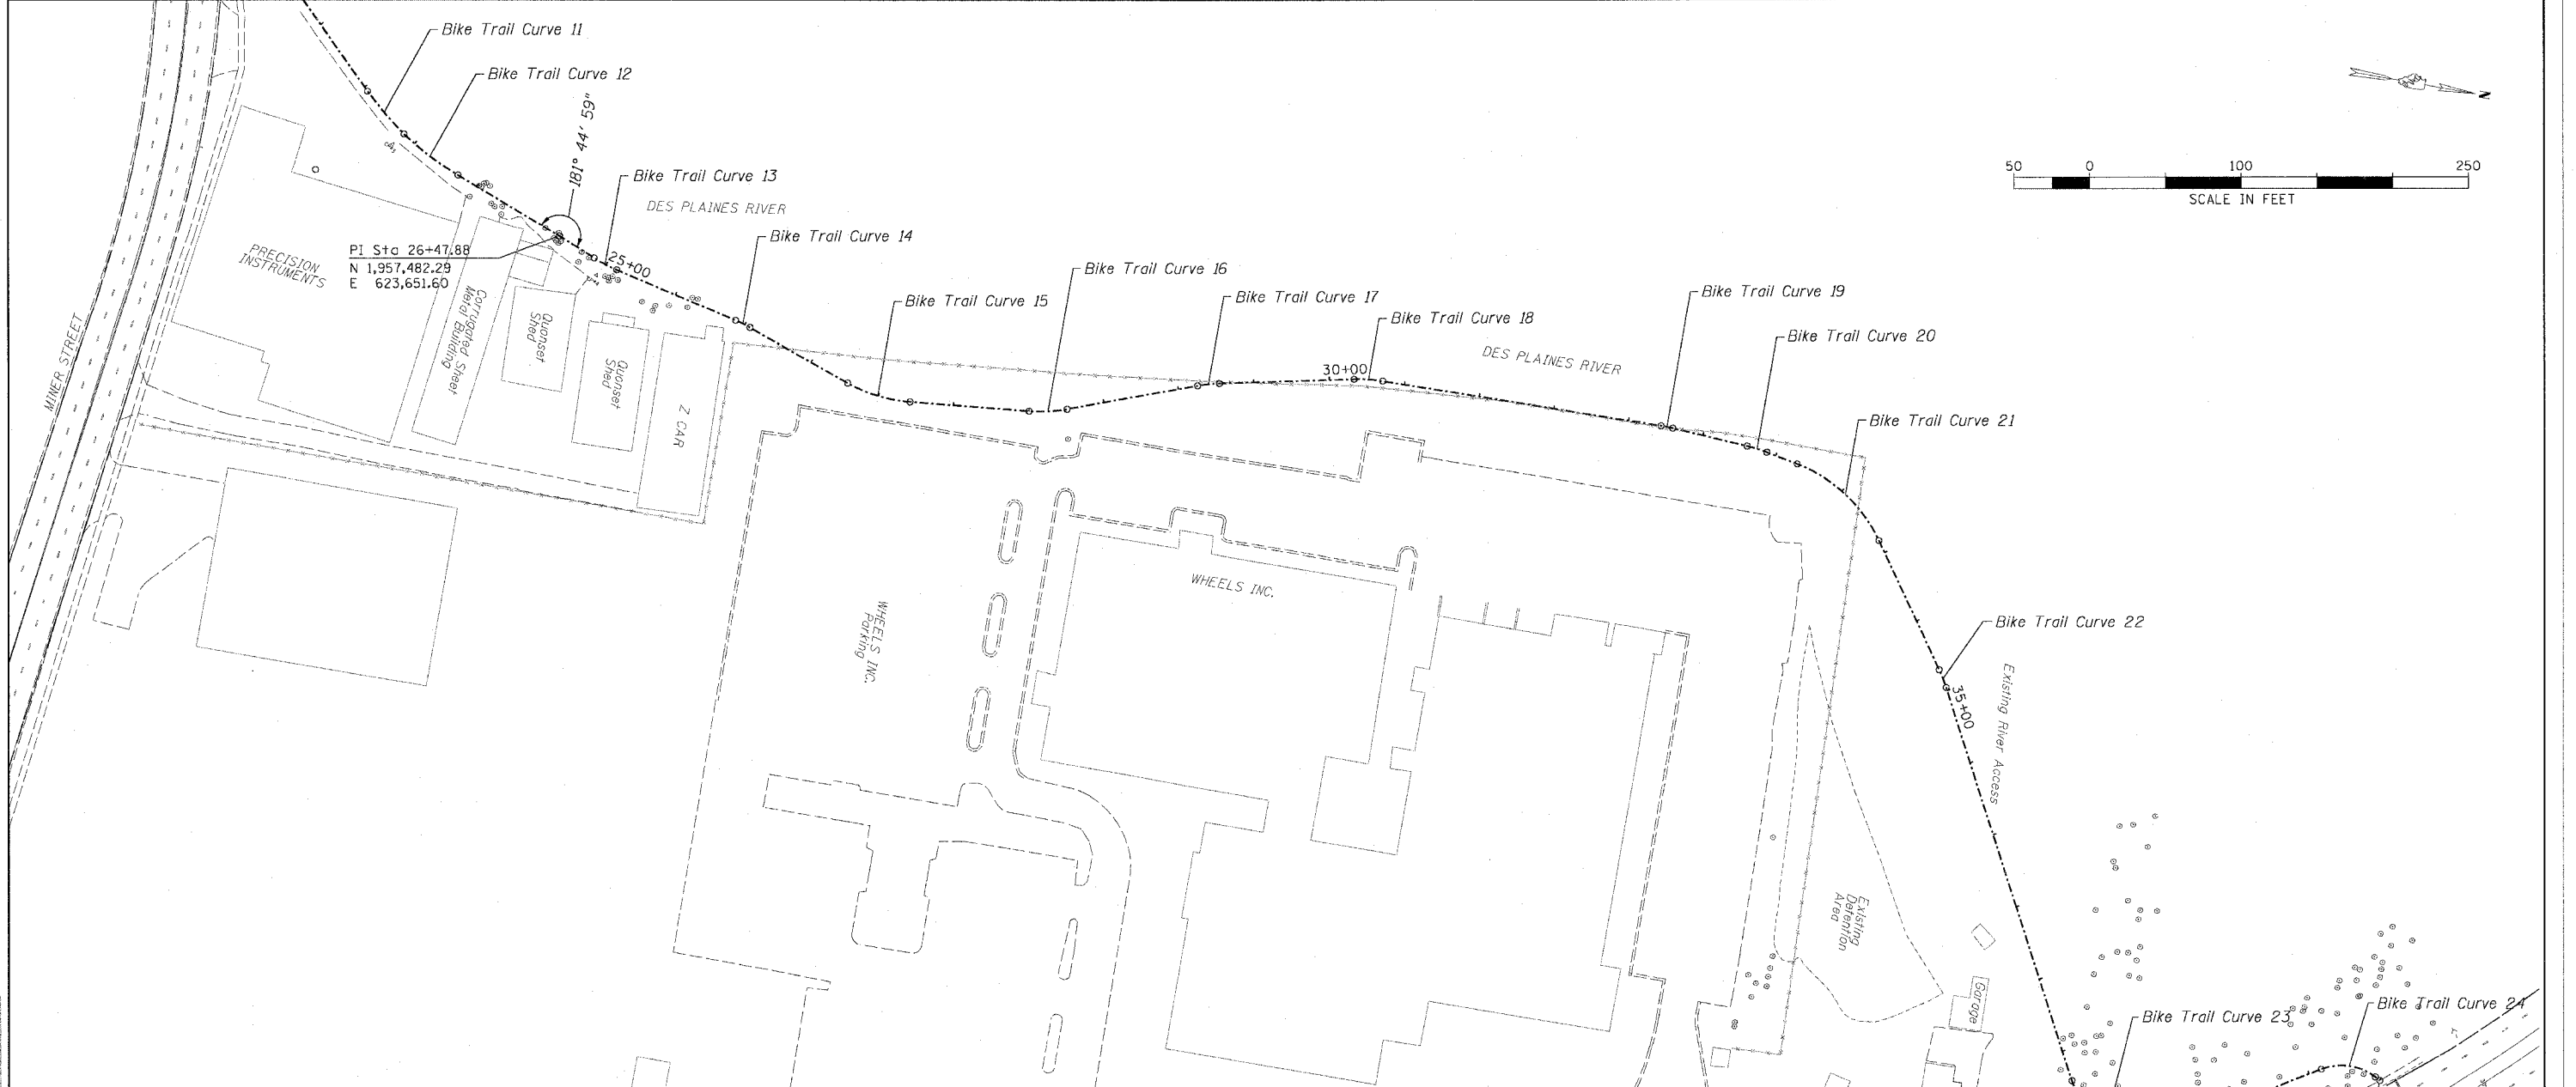 Bike Trail Curve 11
Bike Trail Curve 12
181° 44' 59"
Bike Trail Curve 13
DES PLAINES RIVER
Bike Trail Curve 14
PI Sta 26+47.88
N 1,957,482.29
E 623,651.60
25+00
PRECISION
INSTRUMENTS
Corrugated Sheet
Metal Building
Quonset
Shed
Quonset
Shed
Z CAR
MINER STREET
Bike Trail Curve 15
Bike Trail Curve 16
Bike Trail Curve 17
Bike Trail Curve 18
30+00
DES PLAINES RIVER
Bike Trail Curve 19
Bike Trail Curve 20
Bike Trail Curve 21
N
50 0 100 250
SCALE IN FEET
WHEELS INC.
WHEELS INC.
Parking
Bike Trail Curve 22
35+00
Existing River Access
Existing
Detention
Area
Garage
Bike Trail Curve 23
Bike Trail Curve 24